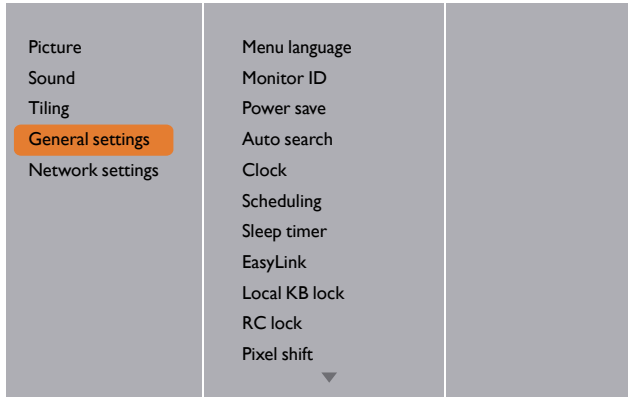 Picture
Sound
Tiling
General settings
Network settings
Menu language
Monitor ID
Power save
Auto search
Clock
Scheduling
Sleep timer
EasyLink
Local KB lock
RC lock
Pixel shift